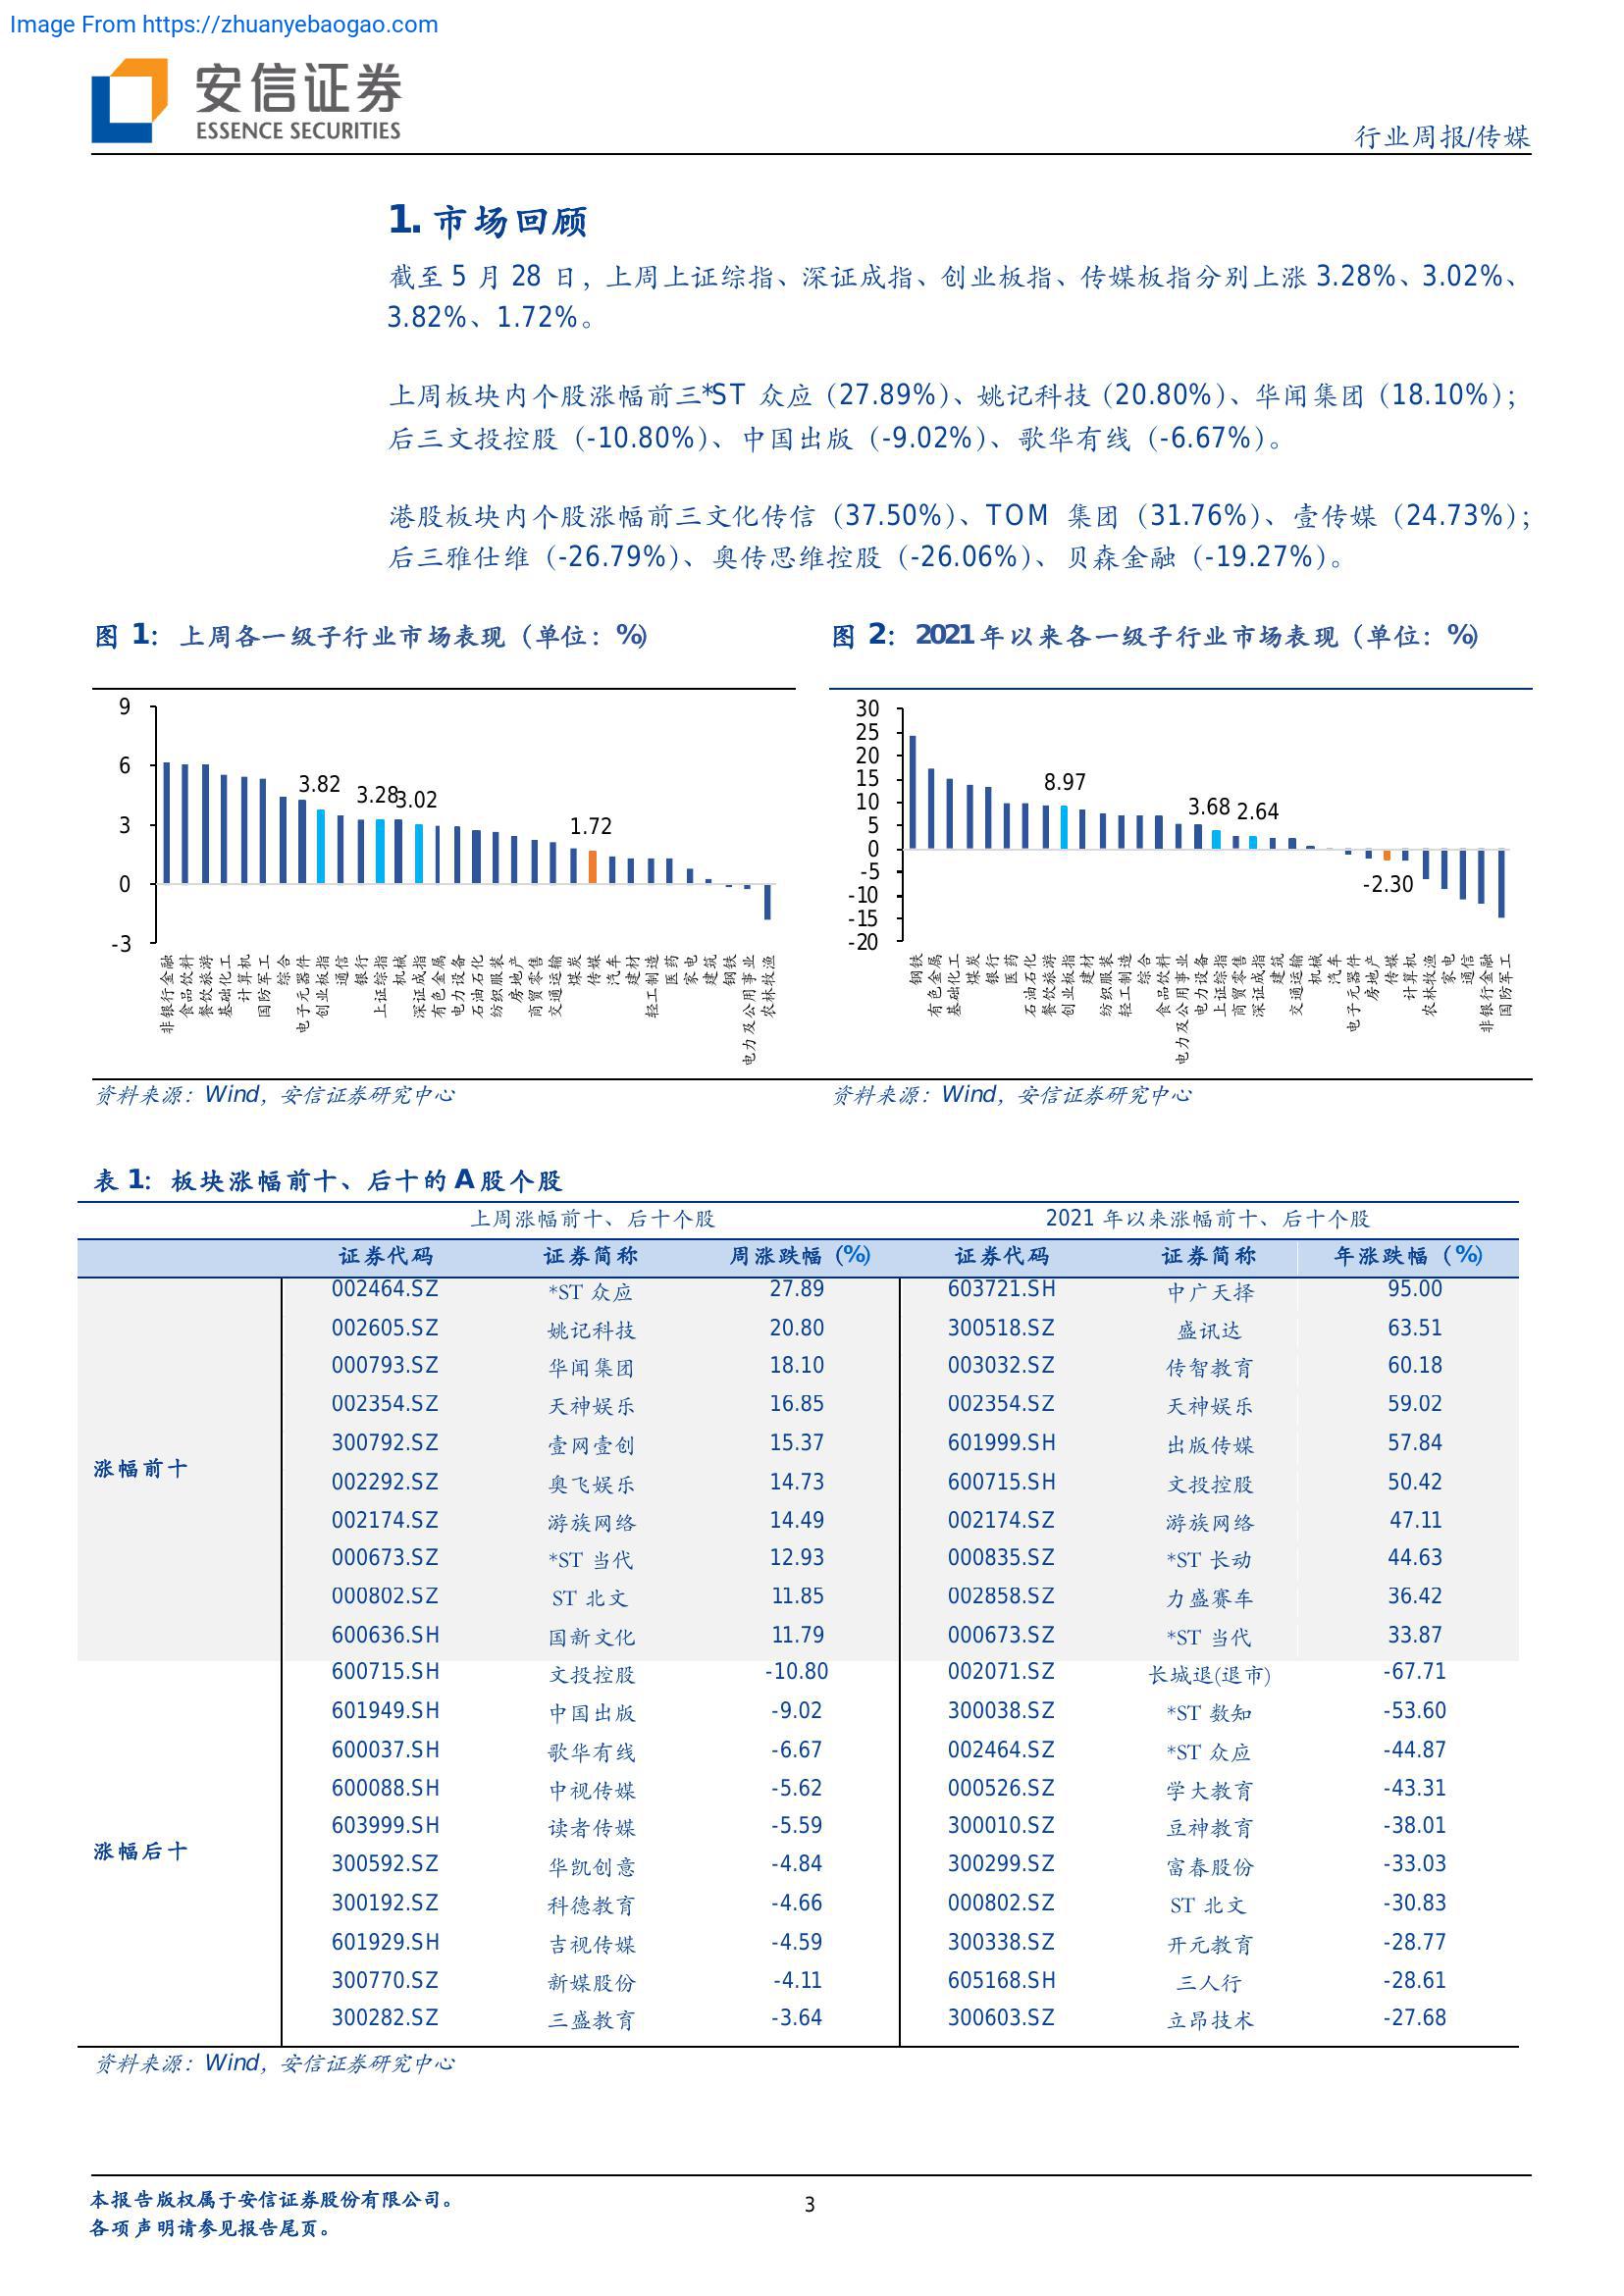 Image From https://zhuanyebaogao.com
安信证券
ESSENCE SECURITIES
行业周报/传媒
1. 市场回顾
截至 5 月 28 日，上周上证综指、深证成指、创业板指、传媒板指分别上涨 3.28%、3.02%、
3.82%、1.72%。
上周板块内个股涨幅前三*ST 众应（27.89%）、姚记科技（20.80%）、华闻集团（18.10%）；
后三文投控股（-10.80%）、中国出版（-9.02%）、歌华有线（-6.67%）。
港股板块内个股涨幅前三文化传信（37.50%）、TOM 集团（31.76%）、壹传媒（24.73%）；
后三雅仕维（-26.79%）、奥传思维控股（-26.06%）、贝森金融（-19.27%）。
图 1：上周各一级子行业市场表现（单位：%）
9
6
3
0
-3
3.82
3.28
3.02
1.72
非银行金融
食品饮料
餐饮旅游
基础化工
计算机
国防军工
综合
电子元器件
创业板指
通信
银行
上证综指
机械
深证成指
有色金属
电力设备
石油石化
纺织服装
房地产
商贸零售
交通运输
煤炭
传媒
汽车
建材
轻工制造
医药
家电
建筑
钢铁
电力及公用事业
农林牧渔
资料来源：Wind，安信证券研究中心
图 2：2021年以来各一级子行业市场表现（单位：%）
30
25
20
15
10
5
0
-5
-10
-15
-20
8.97
3.68
2.64
-2.30
钢铁
有色金属
基础化工
煤炭
银行
医药
石油石化
餐饮旅游
创业板指
建材
纺织服装
轻工制造
综合
食品饮料
电力及公用事业
电力设备
上证综指
商贸零售
深证成指
建筑
交通运输
机械
汽车
电子元器件
房地产
传媒
计算机
农林牧渔
家电
通信
非银行金融
国防军工
资料来源：Wind，安信证券研究中心
表 1：板块涨幅前十、后十的 A 股个股
上周涨幅前十、后十个股 2021 年以来涨幅前十、后十个股
证券代码 证券简称 周涨跌幅（%） 证券代码 证券简称 年涨跌幅（%）
涨幅前十
002464.SZ *ST 众应 27.89 603721.SH 中广天择 95.00
002605.SZ 姚记科技 20.80 300518.SZ 盛讯达 63.51
000793.SZ 华闻集团 18.10 003032.SZ 传智教育 60.18
002354.SZ 天神娱乐 16.85 002354.SZ 天神娱乐 59.02
300792.SZ 壹网壹创 15.37 601999.SH 出版传媒 57.84
002292.SZ 奥飞娱乐 14.73 600715.SH 文投控股 50.42
002174.SZ 游族网络 14.49 002174.SZ 游族网络 47.11
000673.SZ *ST 当代 12.93 000835.SZ *ST 长动 44.63
000802.SZ ST 北文 11.85 002858.SZ 力盛赛车 36.42
600636.SH 国新文化 11.79 000673.SZ *ST 当代 33.87
涨幅后十
600715.SH 文投控股 -10.80 002071.SZ 长城退(退市) -67.71
601949.SH 中国出版 -9.02 300038.SZ *ST 数知 -53.60
600037.SH 歌华有线 -6.67 002464.SZ *ST 众应 -44.87
600088.SH 中视传媒 -5.62 000526.SZ 学大教育 -43.31
603999.SH 读者传媒 -5.59 300010.SZ 豆神教育 -38.01
300592.SZ 华凯创意 -4.84 300299.SZ 富春股份 -33.03
300192.SZ 科德教育 -4.66 000802.SZ ST 北文 -30.83
601929.SH 吉视传媒 -4.59 300338.SZ 开元教育 -28.77
300770.SZ 新媒股份 -4.11 605168.SH 三人行 -28.61
300282.SZ 三盛教育 -3.64 300603.SZ 立昂技术 -27.68
资料来源：Wind，安信证券研究中心
本报告版权属于安信证券股份有限公司。
各项声明请参见报告尾页。
3